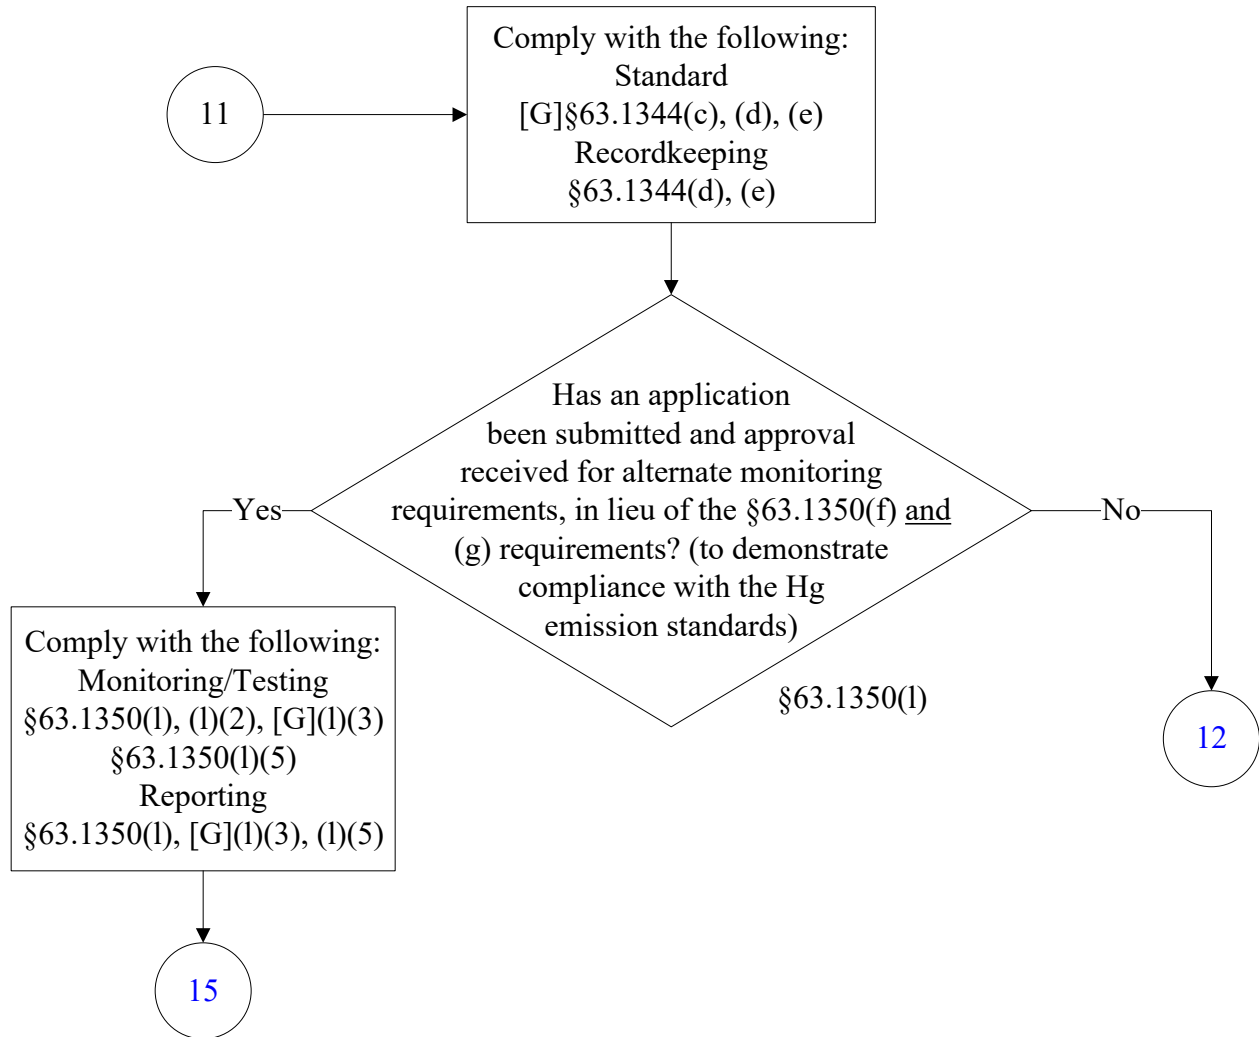 11
Comply with the following:
Standard
[G]§63.1344(c), (d), (e)
Recordkeeping
§63.1344(d), (e)
Has an application
been submitted and approval
received for alternate monitoring
requirements, in lieu of the §63.1350(f) and
(g) requirements? (to demonstrate
compliance with the Hg
emission standards)
§63.1350(l)
Yes
No
Comply with the following:
Monitoring/Testing
§63.1350(l), (l)(2), [G](l)(3)
§63.1350(l)(5)
Reporting
§63.1350(l), [G](l)(3), (l)(5)
12
15